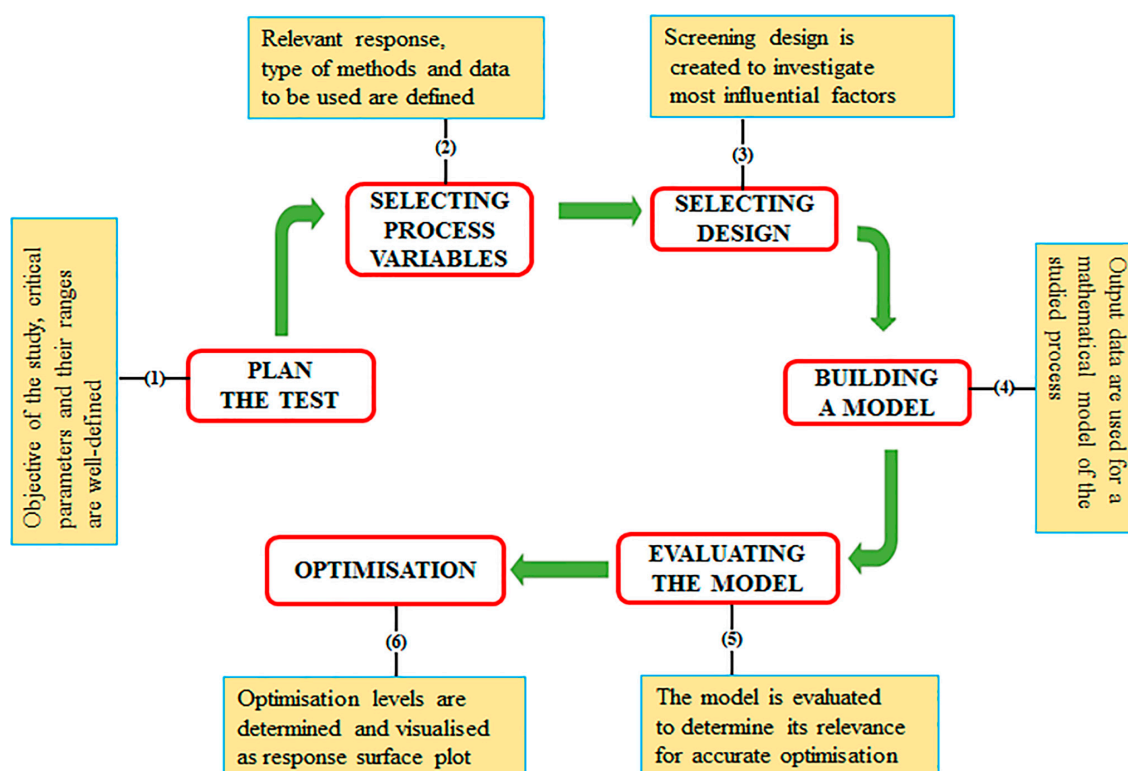 Relevant response,
type of methods and data
to be used are defined
Screening design is
created to investigate
most influential factors
(2)
(3)
SELECTING
PROCESS
VARIABLES
SELECTING
DESIGN
Objective of the study, critical
parameters and their ranges
are well-defined
(1)
PLAN
THE TEST
BUILDING
A MODEL
(4)
Output data are used for a
mathematical model of the
studied process
OPTIMISATION
EVALUATING
THE MODEL
(6)
(5)
Optimisation levels are
determined and visualised
as response surface plot
The model is evaluated
to determine its relevance
for accurate optimisation